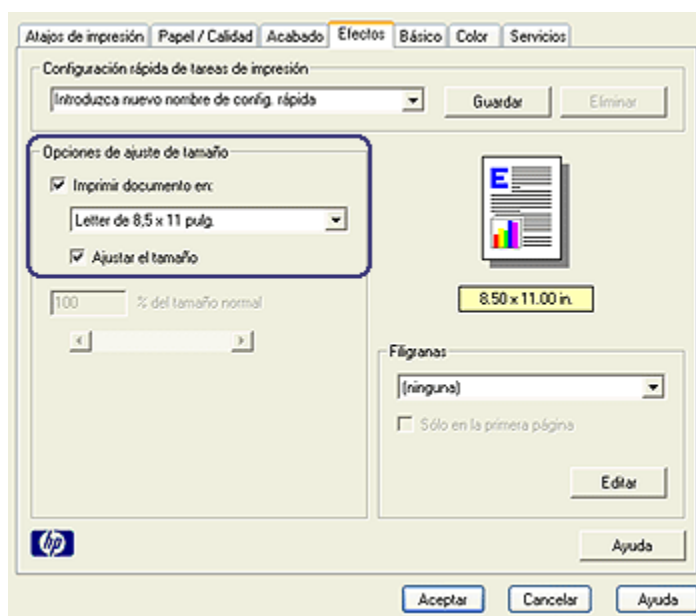 Atajos de impresión Papel / Calidad Acabado Efectos Básico Color Servicios
Configuración rápida de tareas de impresión
Introduzca nuevo nombre de config. rápida Guardar Eliminar
Opciones de ajuste de tamaño
Imprimir documento en:
Letter de 8,5 x 11 pulg.
Ajustar el tamaño
100 % del tamaño normal
E
8.50 x 11.00 in.
Filigranas
(ninguna)
Sólo en la primera página
Editar
hp Ayuda
Aceptar Cancelar Ayuda